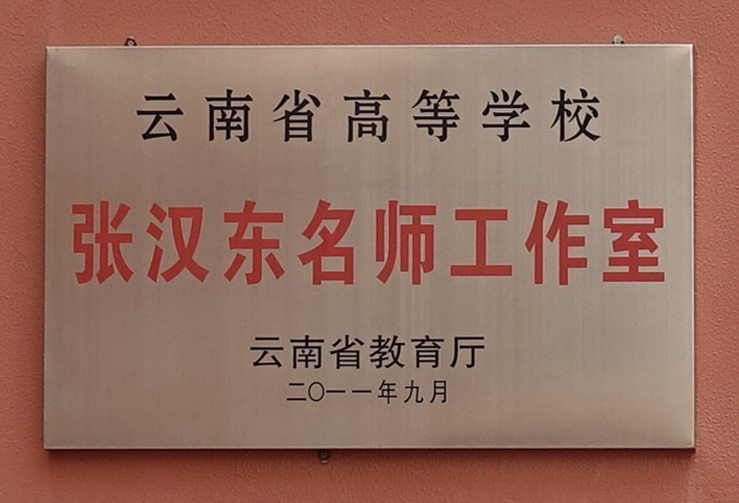 云南省高等学校
张汉东名师工作室
云南省教育厅
二〇一一年九月